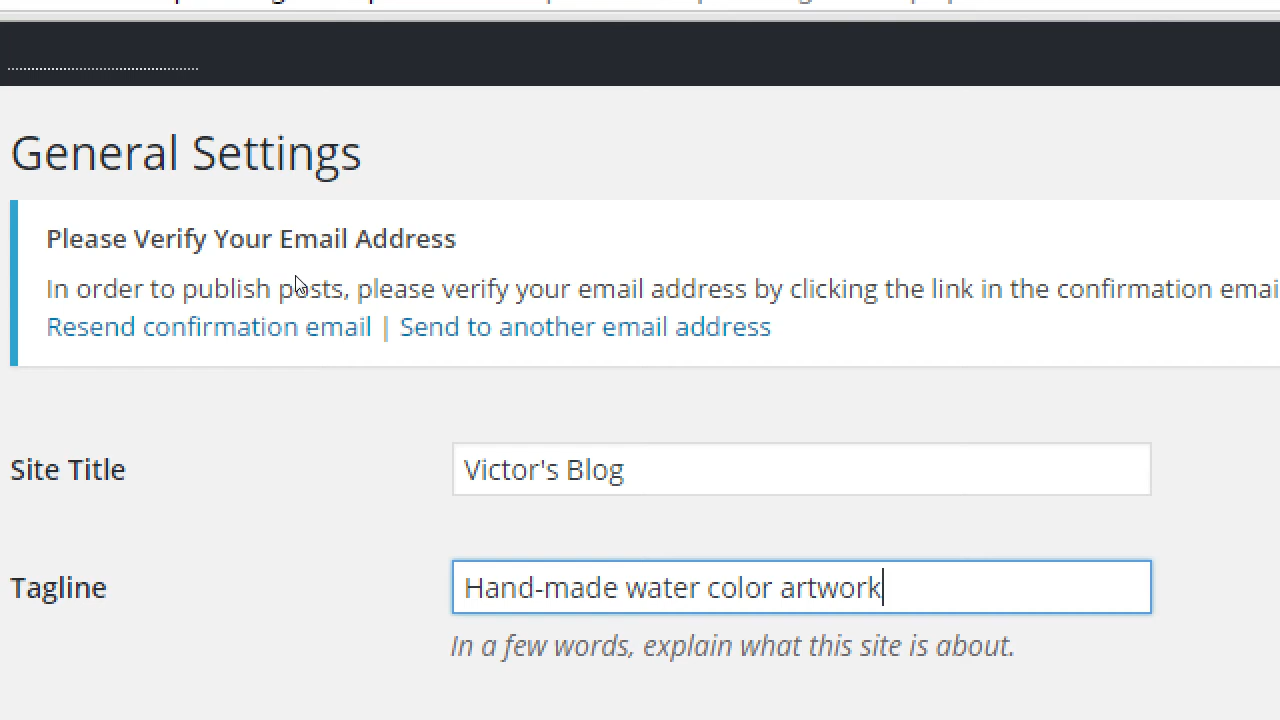 General Settings
Please Verify Your Email Address
In order to publish posts, please verify your email address by clicking the link in the confirmation emai
Resend confirmation email | Send to another email address
Site Title
Victor's Blog
Tagline
Hand-made water color artwork
In a few words, explain what this site is about.